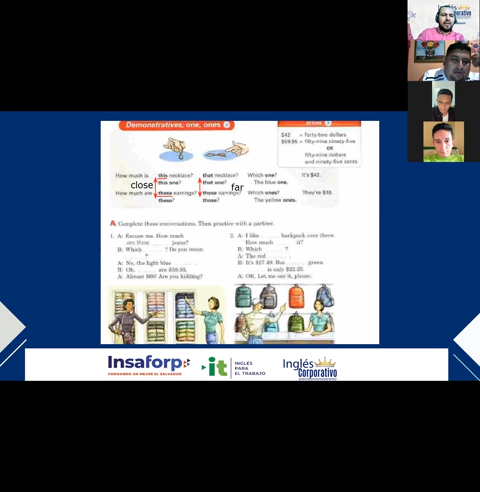 Demonstratives; one, ones
$42 = forty-two dollars
$59.95 = fifty-nine ninety-five
OR
fifty-nine dollars
and ninety-five cents
How much is this necklace? that necklace? Which one? It's $42.
this one? that one? The blue one.
close far
How much are these earrings? those earrings? Which ones? They're $18.
these? those? The yellow ones.
A Complete these conversations. Then practice with a partner.
1. A: Excuse me. How much
are those jeans?
B: Which ? Do you mean
?
A: No, the light blue .
B: Oh, are $59.95.
A: Almost $60! Are you kidding?
2. A: I like backpack over there.
How much it?
B: Which ?
A: The red .
B: It's $27.49. But green
is only $22.25.
A: OK. Let me see it, please.
Insaforp
FORMANDO UN MEJOR EL SALVADOR
it
INGLÉS
PARA
EL TRABAJO
Inglés
Corporativo
Inglés
Corporativo